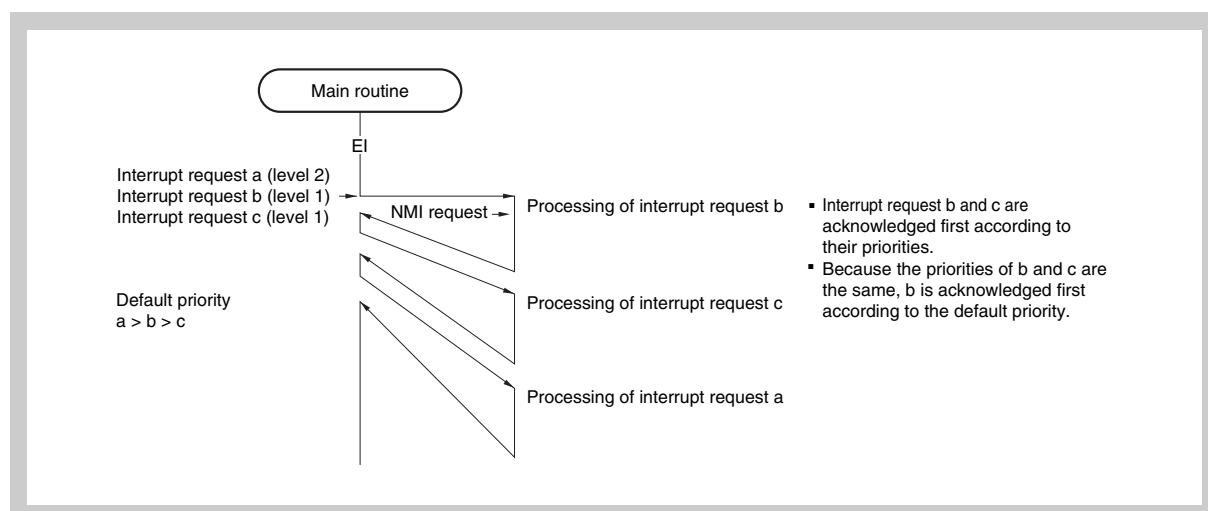 Main routine
EI
Interrupt request a (level 2)
Interrupt request b (level 1)
Interrupt request c (level 1)
NMI request
Processing of interrupt request b
▪ Interrupt request b and c are
acknowledged first according to
their priorities.
▪ Because the priorities of b and c are
the same, b is acknowledged first
according to the default priority.
Default priority
a > b > c
Processing of interrupt request c
Processing of interrupt request a